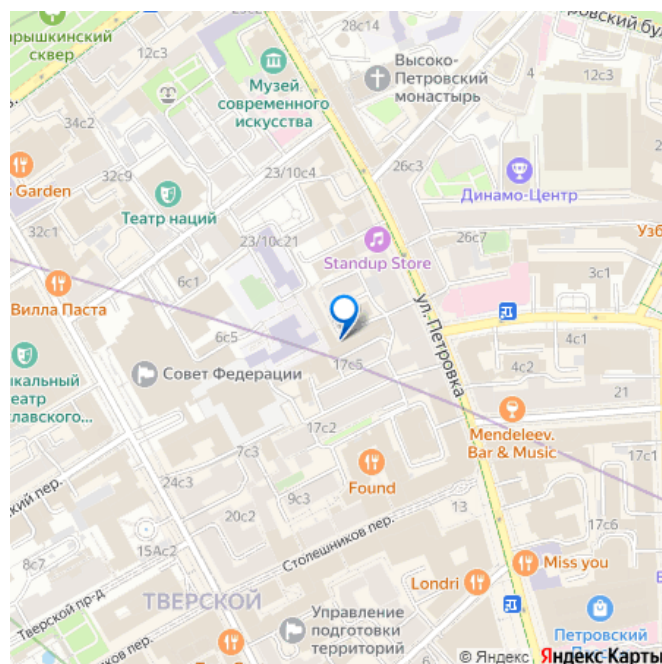 арышкинский
сквер
12с3
28с14
Высоко-
Петровский
монастырь
4
12с3
Музей
современного
искусства
34с2
32с9
23/10с4
26с3
s Garden
Театр наций
Динамо-Центр
32с1
23/10с21
26с7
Узб
Standup Store
3с1
6с1
Вилла Паста
6с5
ул. Петровка
4с1
Совет Федерации
17с5
4с2
21
17с2
Mendeleev.
Bar & Music
7с3
17с1
24с3
Found
9с3
13
20с2
17с6
15Ас2
Столешников пер.
8с7
Miss you
Londri
ТВЕРСКОЙ
Тверской пр-д
Управление
подготовки
территорий
Петровский
© Яндекс Яндекс Карты